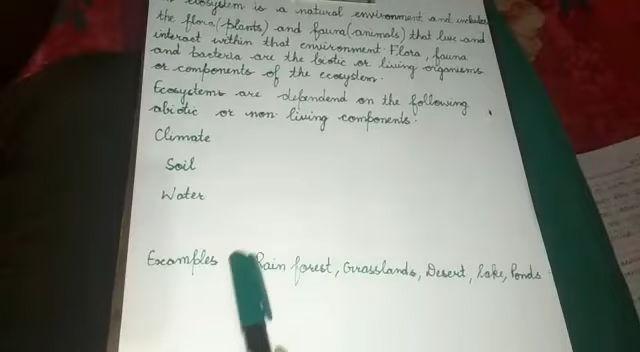 ecosystem is a natural environment and includes
the flora (plants) and fauna (animals) that live and
interact within that environment. Flora, fauna
and bacteria are the biotic or living organisms
or components of the ecosystem.
Ecosystems are dependend on the following
abiotic or non living components.
Climate
Soil
Water
Examples Rain forest, Grasslands, Desert, Lake, Ponds